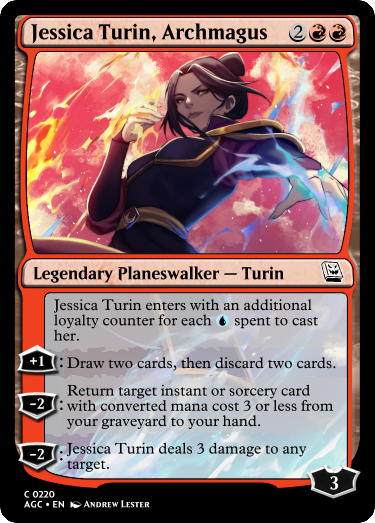 Jessica Turin, Archmagus 2
Legendary Planeswalker — Turin
Jessica Turin enters with an additional
loyalty counter for each spent to cast
her.
+1: Draw two cards, then discard two cards.
Return target instant or sorcery card
-2: with converted mana cost 3 or less from
your graveyard to your hand.
-2: Jessica Turin deals 3 damage to any
target.
3
C 0220
AGC • EN Andrew Lester